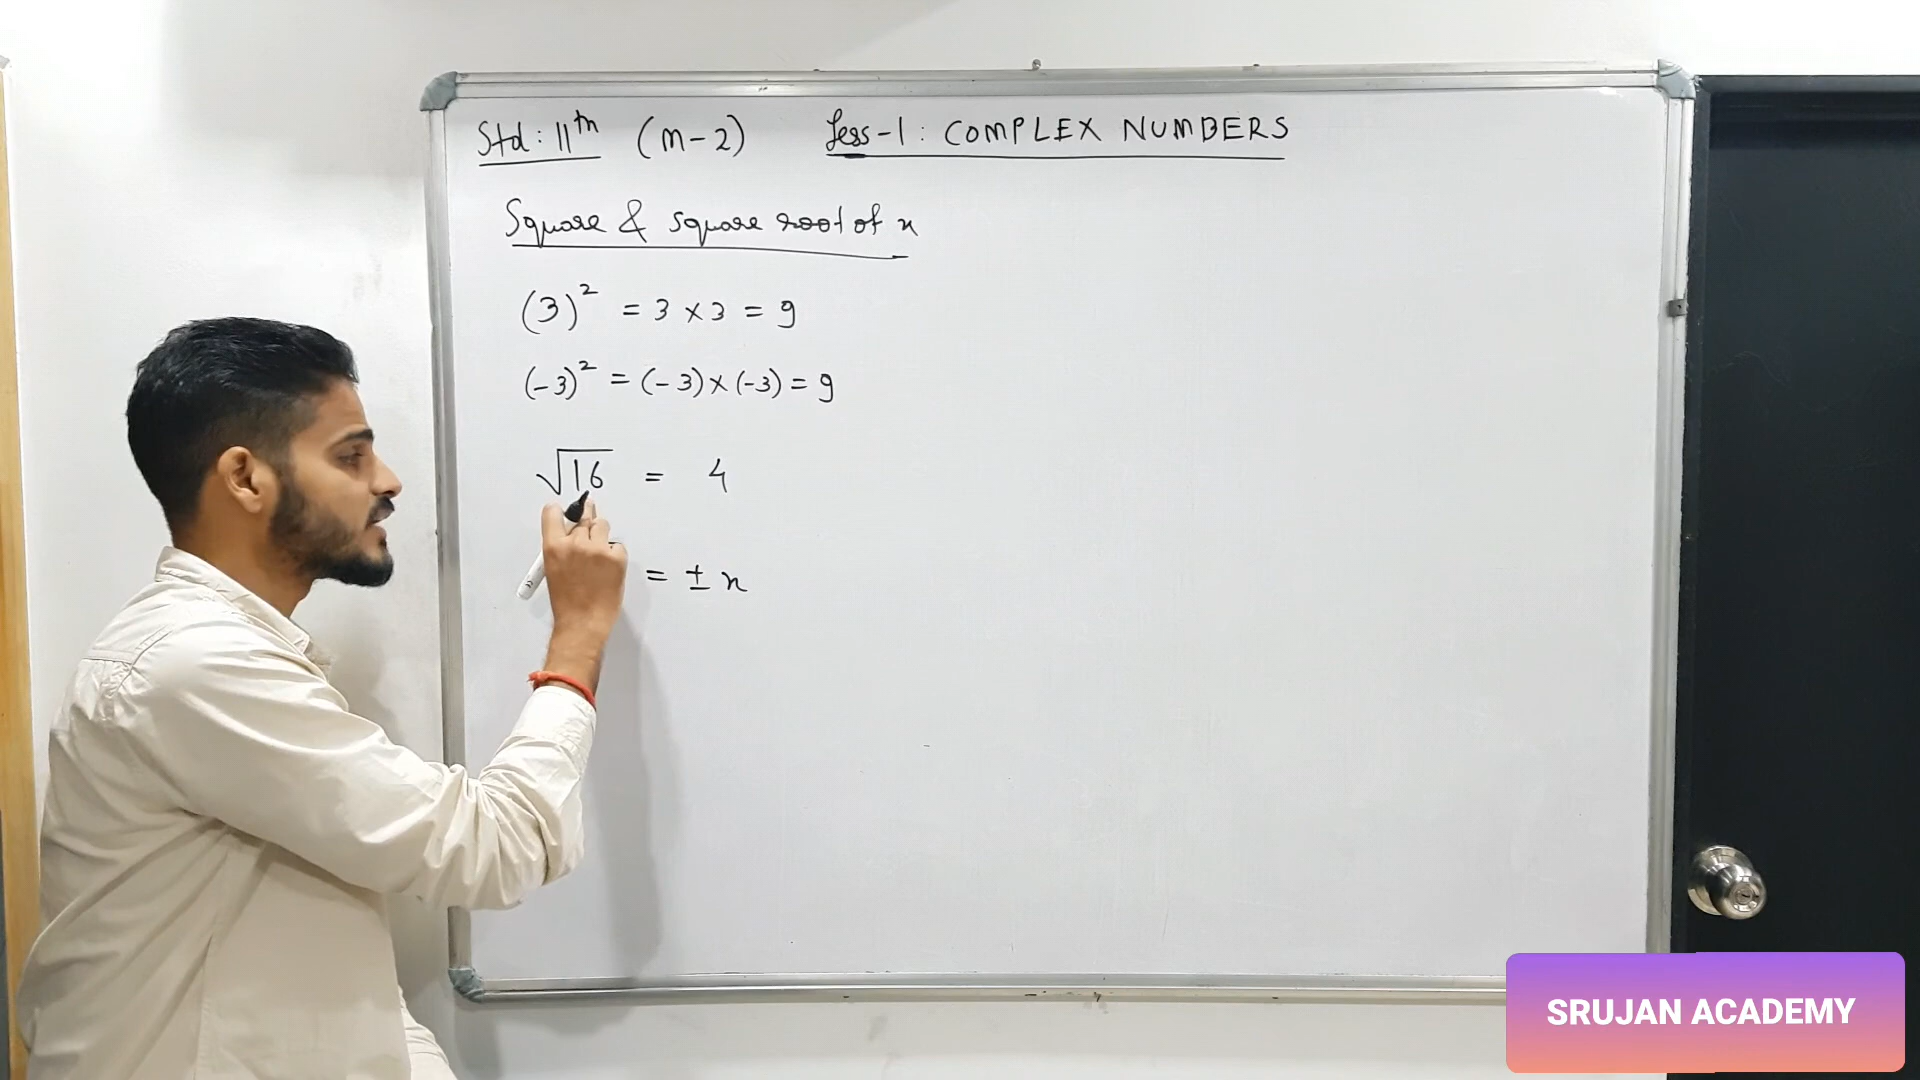 Std: 11th (M-2) Less-1: COMPLEX NUMBERS
Square & square root of x
(3)² = 3 × 3 = 9
(-3)² = (-3) × (-3) = 9
√16 = 4
= ± x
SRUJAN ACADEMY